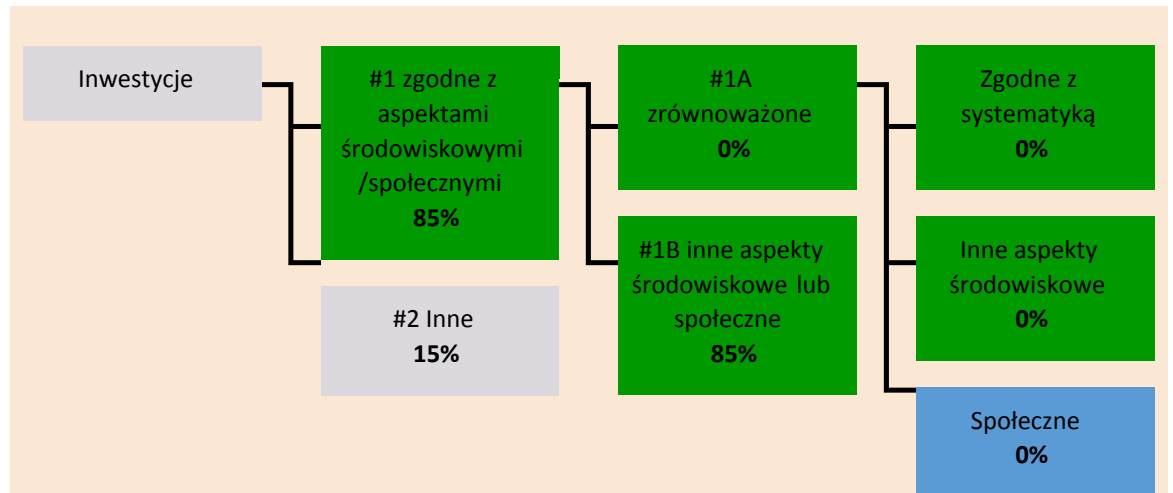 Inwestycje
#1 zgodne z
aspektami
środowiskowymi
/społecznymi
85%
#2 Inne
15%
#1A
zrównoważone
0%
#1B inne aspekty
środowiskowe lub
społeczne
85%
Zgodne z
systematyką
0%
Inne aspekty
środowiskowe
0%
Społeczne
0%